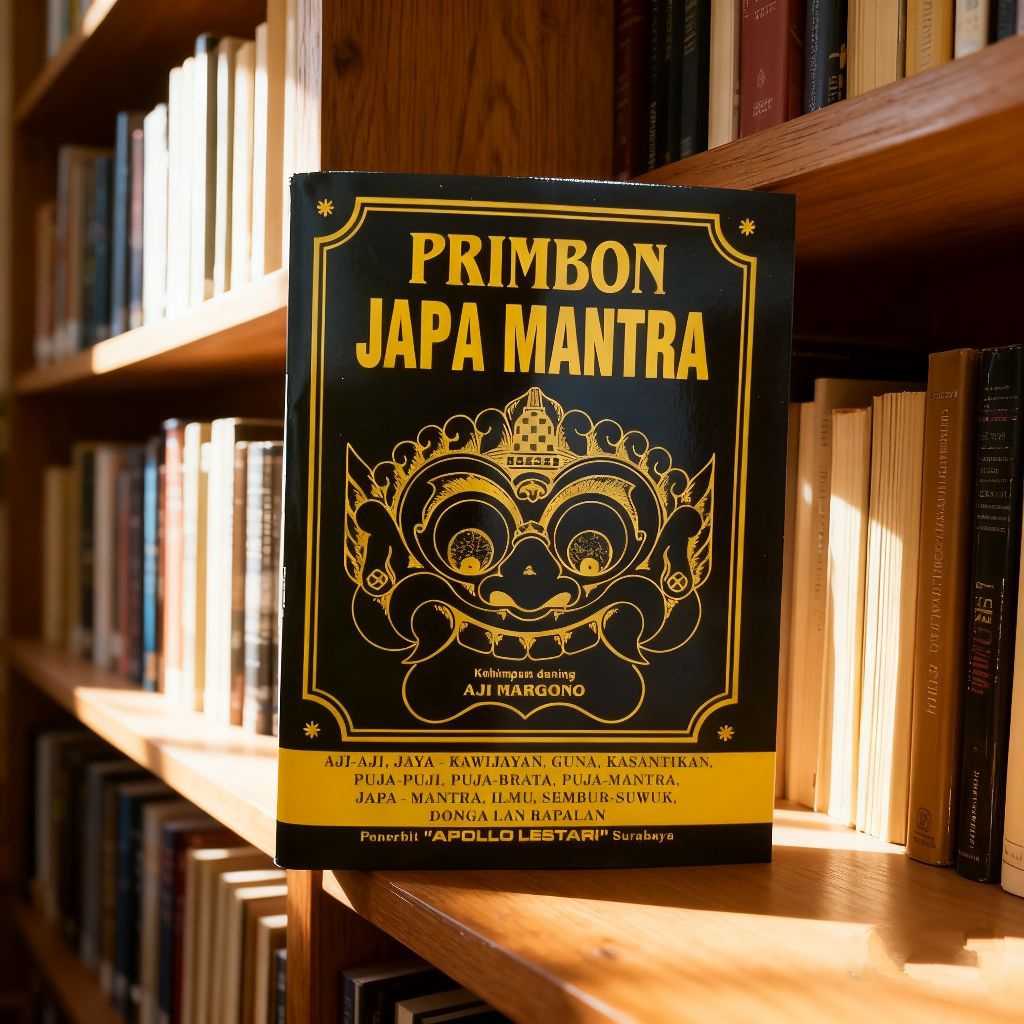 PRIMBON
JAPA MANTRA
Kahimpun dening
AJI MARGONO
AJI-AJI, JAYA - KAWIJAYAN, GUNA, KASANTIKAN,
PUJA-PUJI, PUJA-BRATA, PUJA-MANTRA,
JAPA - MANTRA, ILMU, SEMBUR-SUWUK,
DONGA LAN RAPALAN
Penerbit "APOLLO LESTARI" Surabaya